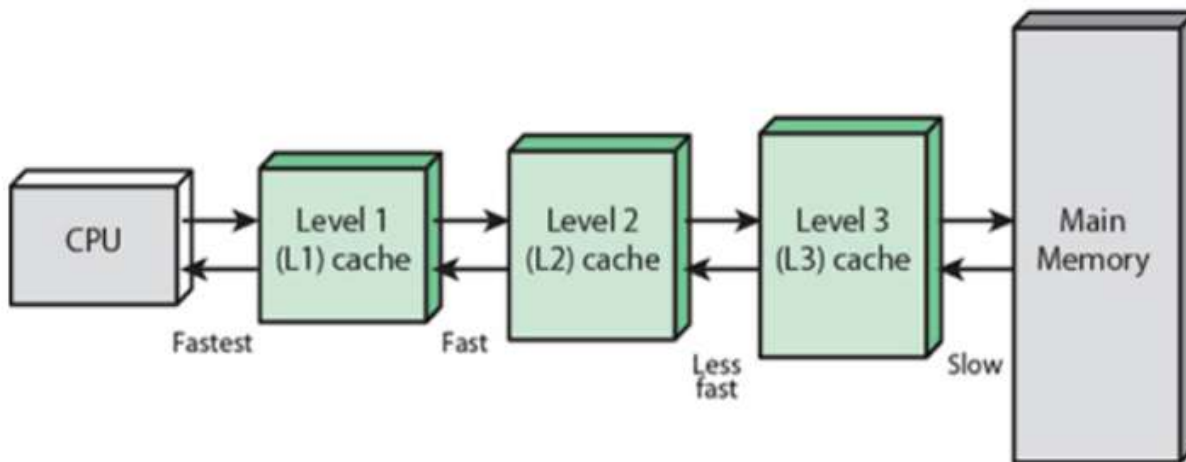 CPU
Level 1
(L1) cache
Level 2
(L2) cache
Level 3
(L3) cache
Main
Memory
Fastest
Fast
Less
fast
Slow